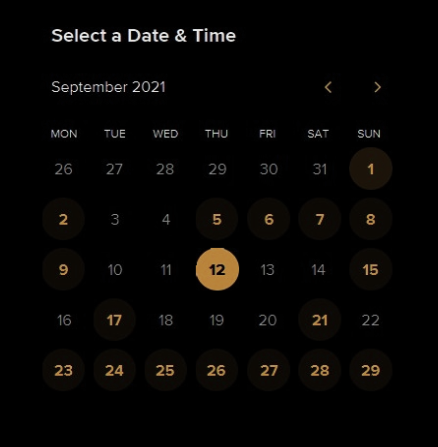 Select a Date & Time
September 2021
MON TUE WED THU FRI SAT SUN
26 27 28 29 30 31 1
2 3 4 5 6 7 8
9 10 11 12 13 14 15
16 17 18 19 20 21 22
23 24 25 26 27 28 29